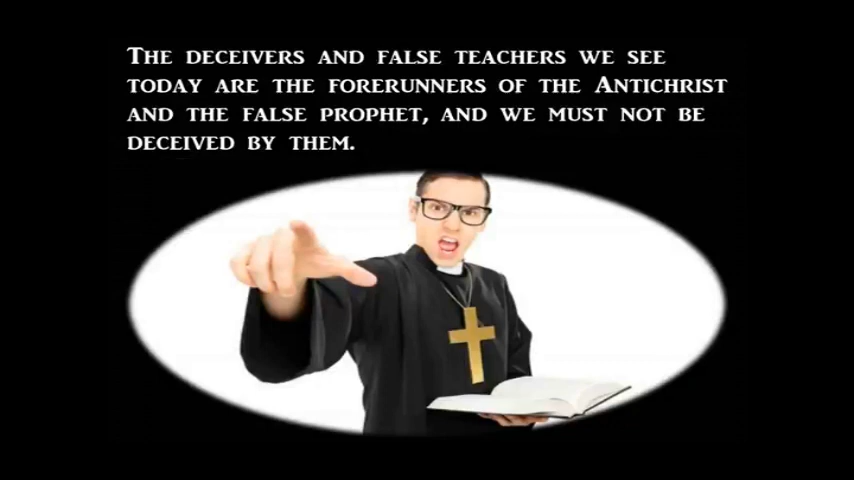 The deceivers and false teachers we see
today are the forerunners of the Antichrist
and the false prophet, and we must not be
deceived by them.